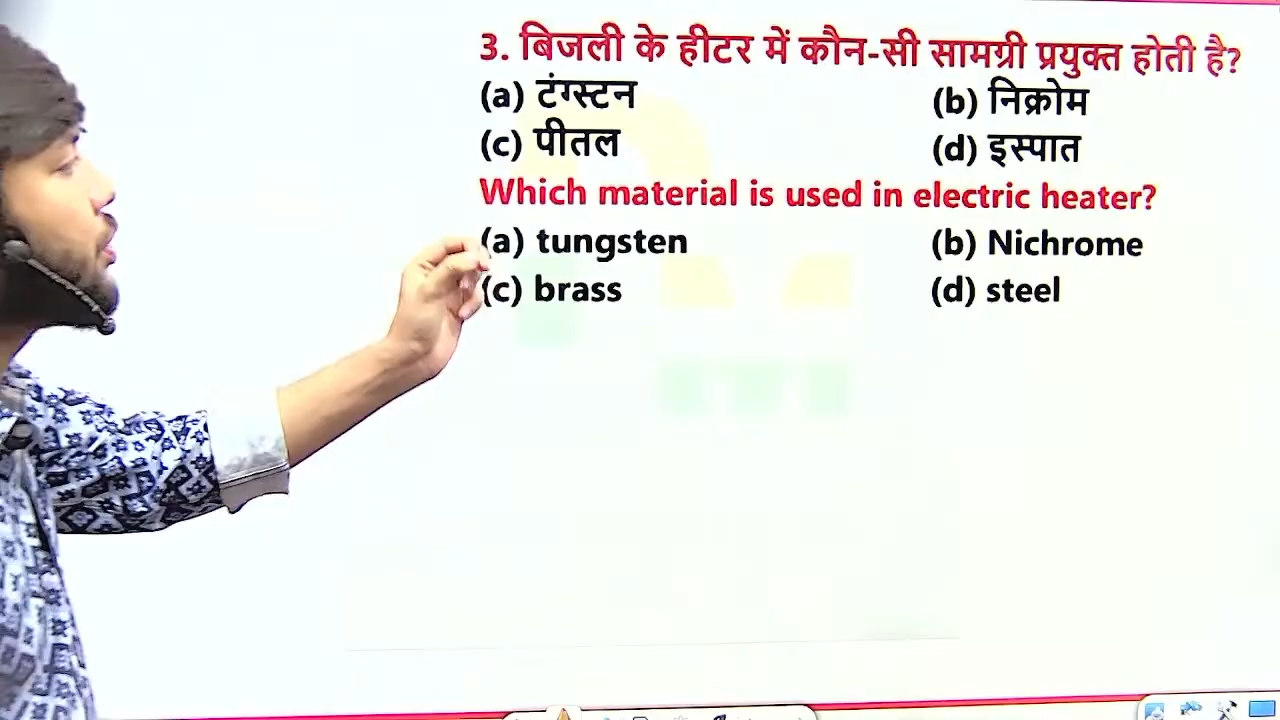 3. बिजली के हीटर में कौन-सी सामग्री प्रयुक्त होती है?
(a) टंग्स्टन (b) निक्रोम
(c) पीतल (d) इस्पात
Which material is used in electric heater?
(a) tungsten (b) Nichrome
(c) brass (d) steel